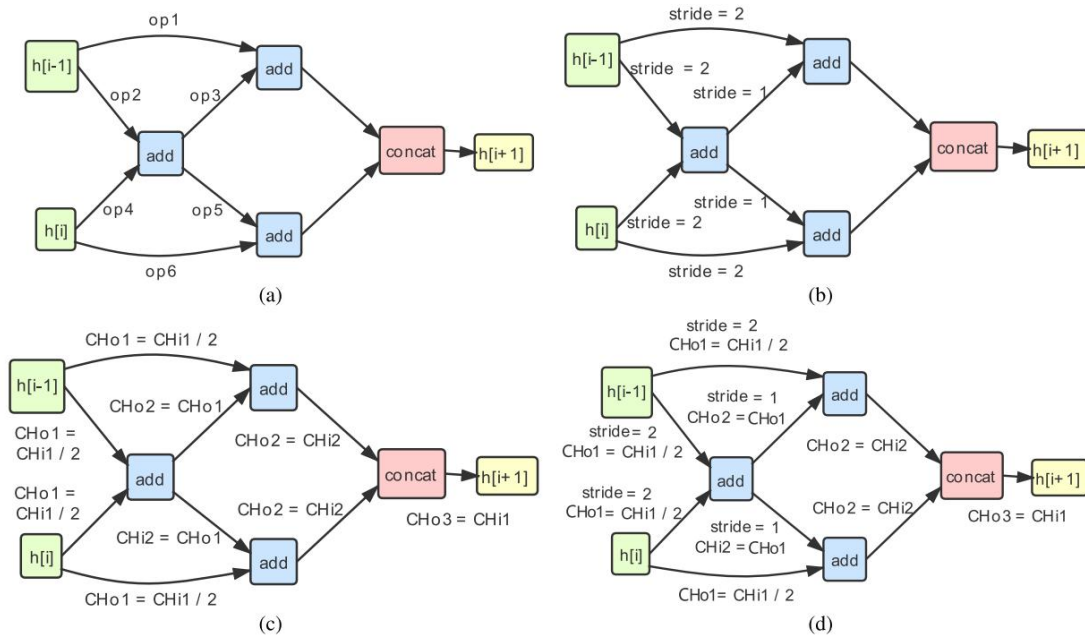 op1
h[i-1]
add
op2
op3
add
concat
h[i+1]
op4
op5
h[i]
add
op6
(a)
stride = 2
h[i-1]
add
stride = 2
stride = 1
add
concat
h[i+1]
stride = 1
h[i]
stride = 2
add
stride = 2
(b)
CHo1 = CHi1 / 2
h[i-1]
add
CHo2 = CHo1
CHo1 =
CHi1 / 2
CHo2 = CHi2
add
concat
h[i+1]
CHo1 =
CHi1 / 2
CHo2 = CHi2
CHo3 = CHi1
CHi2 = CHo1
h[i]
add
CHo1 = CHi1 / 2
(c)
stride = 2
CHo1= CHi1 / 2
h[i-1]
add
stride = 1
CHo2 =CHo1
stride= 2
CHo1 = CHi1 / 2
CHo2 = CHi2
add
concat
h[i+1]
stride = 2
CHo1= CHi1 / 2
CHo2 = CHi2
CHo3 = CHi1
stride = 1
CHi2 =CHo1
h[i]
add
CHo1= CHi1 / 2
(d)